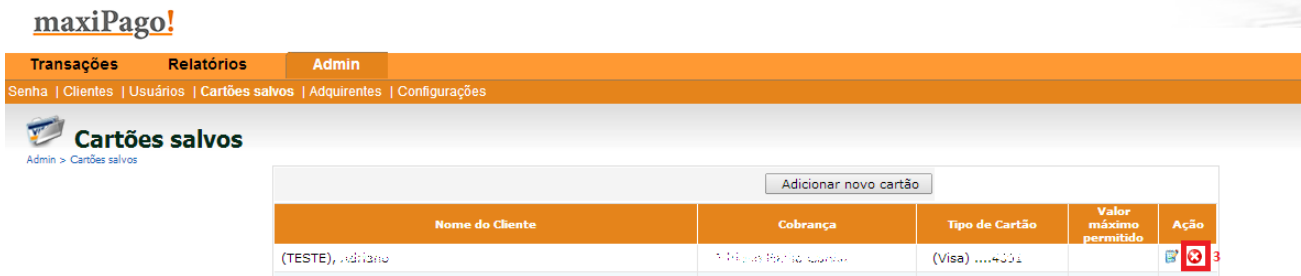 maxiPago!
Transações Relatórios Admin
Senha | Clientes | Usuários | Cartões salvos | Adquirentes | Configurações
Cartões salvos
Admin > Cartões salvos
Adicionar novo cartão
Nome do Cliente Cobrança Tipo de Cartão Valor máximo permitido Ação
(TESTE), (Visa) 3